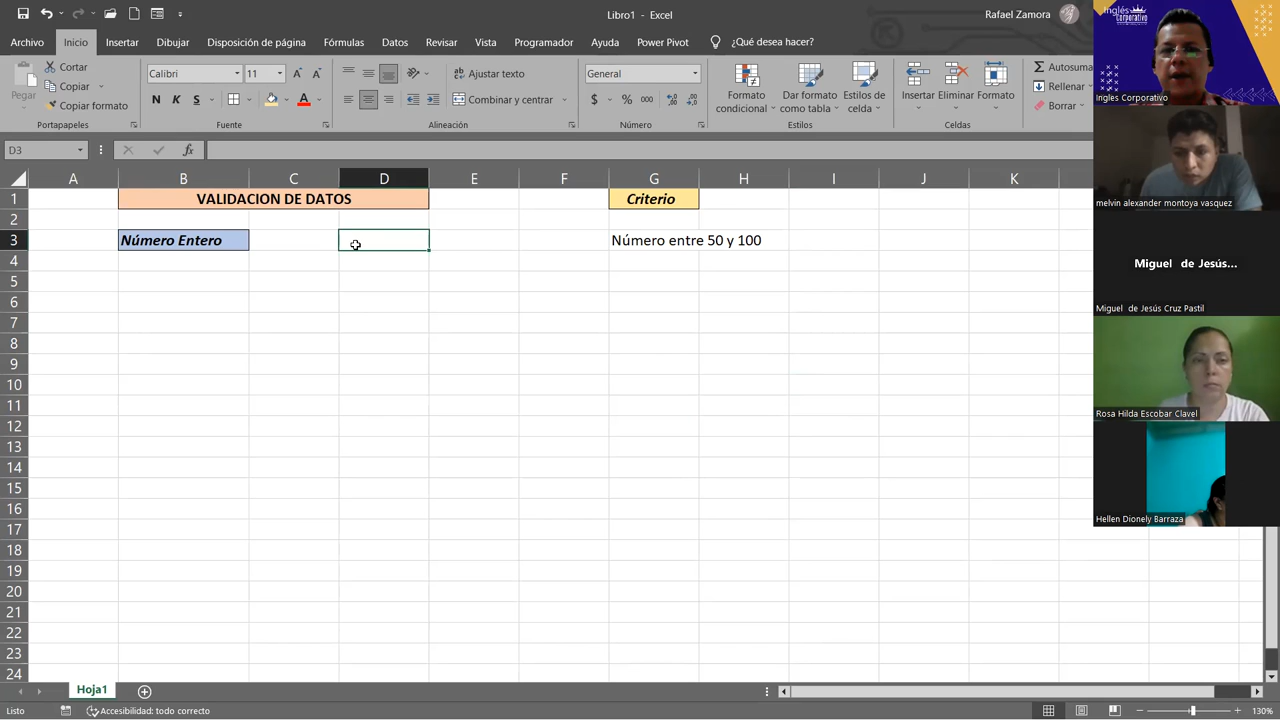 Libro1 - Excel
Rafael Zamora
Archivo
Inicio
Insertar
Dibujar
Disposición de página
Fórmulas
Datos
Revisar
Vista
Programador
Ayuda
Power Pivot
¿Qué desea hacer?
Pegar
Cortar
Copiar
Copiar formato
Portapapeles
Calibri
11
N K S
Fuente
Ajustar texto
Combinar y centrar
Alineación
General
$ % 000
Número
Formato condicional
Dar formato como tabla
Estilos de celda
Estilos
Insertar
Eliminar
Formato
Celdas
Autosuma
Rellenar
Borrar
D3
fx
A B C D E F G H I J K
1 VALIDACION DE DATOS Criterio
2
3 Número Entero Número entre 50 y 100
4
5
6
7
8
9
10
11
12
13
14
15
16
17
18
19
20
21
22
23
24
Hoja1
Listo
Accesibilidad: todo correcto
130%
Inglés Corporativo
Ingles Corporativo
melvin alexander montoya vasquez
Miguel de Jesús...
Miguel de Jesús Cruz Pastil
Rosa Hilda Escobar Clavel
Hellen Dionely Barraza